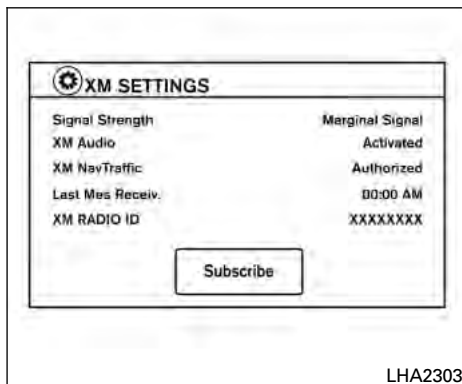 XM SETTINGS
Signal Strength Marginal Signal
XM Audio Activated
XM NavTraffic Authorized
Last Mes Receiv. 00:00 AM
XM RADIO ID XXXXXXXX
Subscribe
LHA2303